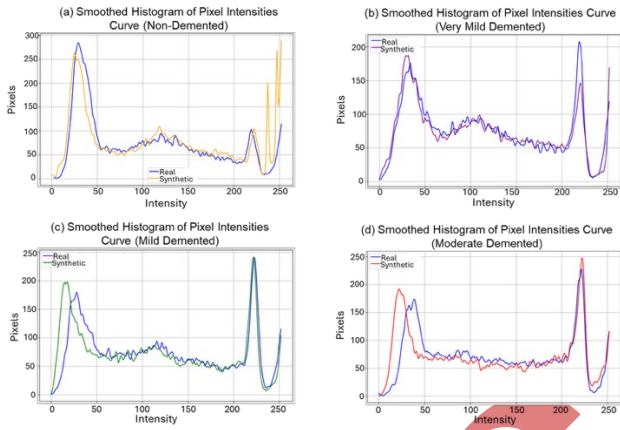 (a) Smoothed Histogram of Pixel Intensities
Curve (Non-Demented)
300
250
200
150
100
50
0
Pixels
Real
Synthetic
0 50 100 150 200 250
Intensity
(b) Smoothed Histogram of Pixel Intensities Curve
(Very Mild Demented)
200
150
100
50
0
Pixels
Real
Synthetic
0 50 100 150 200 250
Intensity
(c) Smoothed Histogram of Pixel Intensities
Curve (Mild Demented)
250
200
150
100
50
0
Pixels
Real
Synthetic
0 50 100 150 200 250
Intensity
(d) Smoothed Histogram of Pixel Intensities Curve
(Moderate Demented)
250
200
150
100
50
0
Pixels
Real
Synthetic
0 50 100 150 200 250
Intensity